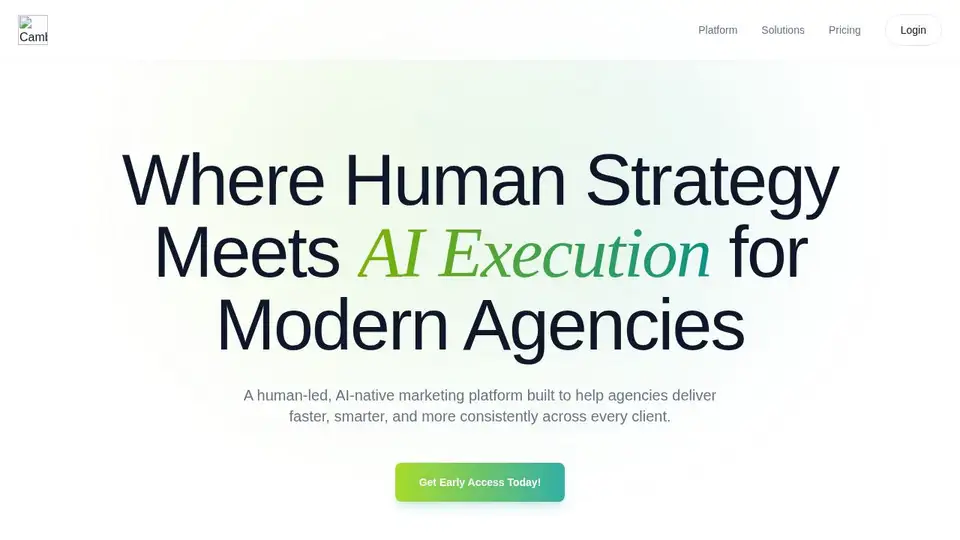 Camb
Platform
Solutions
Pricing
Login
Where Human Strategy
Meets AI Execution for
Modern Agencies
A human-led, AI-native marketing platform built to help agencies deliver
faster, smarter, and more consistently across every client.
Get Early Access Today!